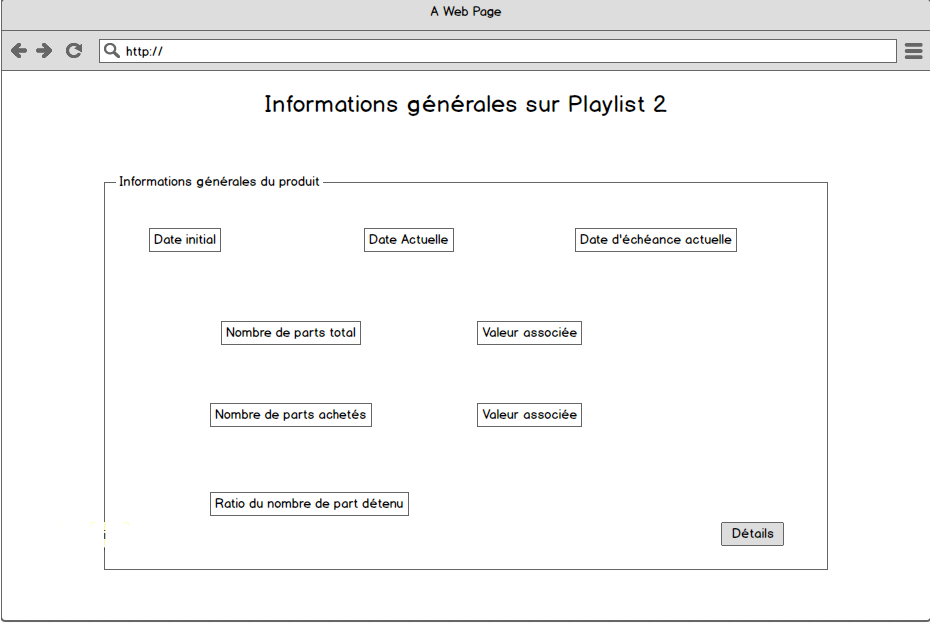 A Web Page
http://
Informations générales sur Playlist 2
Informations générales du produit
Date initial
Date Actuelle
Date d'échéance actuelle
Nombre de parts total
Valeur associée
Nombre de parts achetés
Valeur associée
Ratio du nombre de part détenu
i
Détails